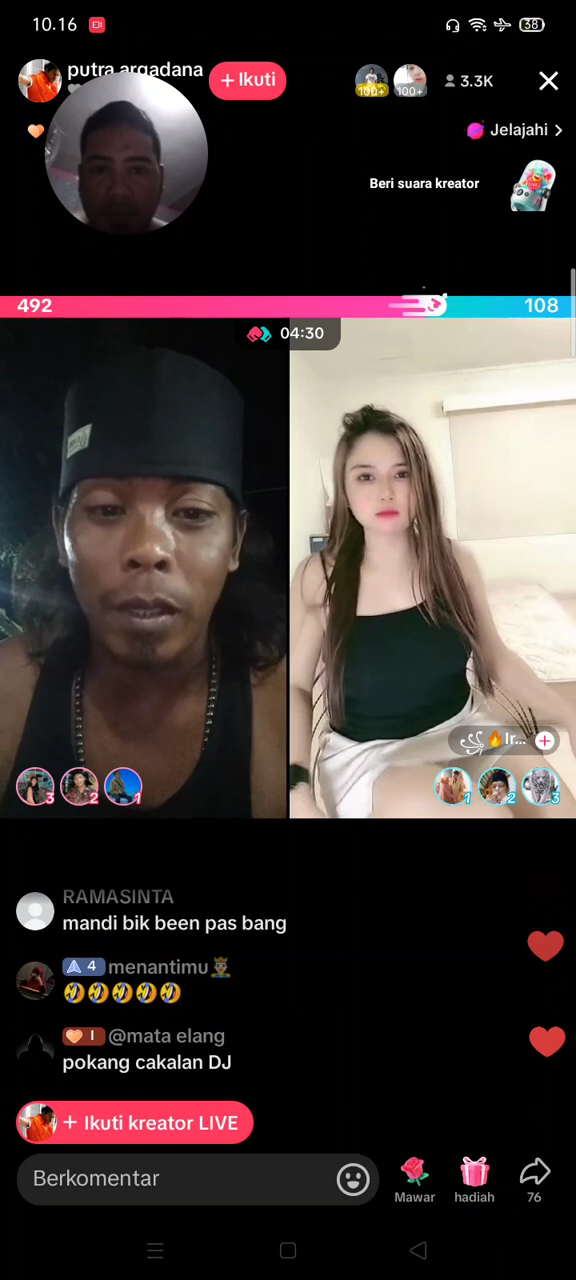 10.16
38
putra argadana
+ Ikuti
100+
100+
3.3K
Jelajahi
Beri suara kreator
492
108
04:30
Ir...
3
2
1
1
2
3
RAMASINTA
mandi bik been pas bang
4 menantimu
🤣🤣🤣🤣🤣
I @mata elang
pokang cakalan DJ
+ Ikuti kreator LIVE
Berkomentar
Mawar
hadiah
76